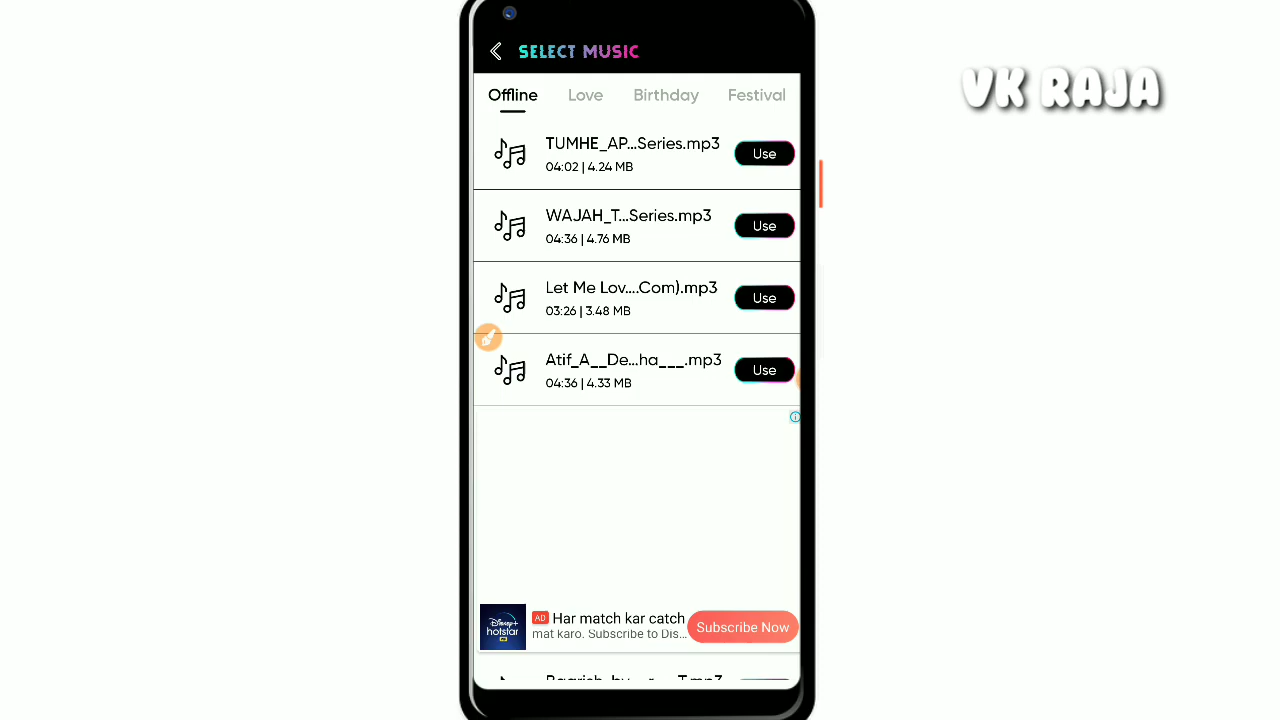 SELECT MUSIC
VK RAJA
Offline Love Birthday Festival
TUMHE_AP...Series.mp3
04:02 | 4.24 MB
Use
WAJAH_T...Series.mp3
04:36 | 4.76 MB
Use
Let Me Lov....Com).mp3
03:26 | 3.48 MB
Use
Atif_A__De...ha___.mp3
04:36 | 4.33 MB
Use
Disney+
hotstar
AD Har match kar catch
mat karo. Subscribe to Dis...
Subscribe Now